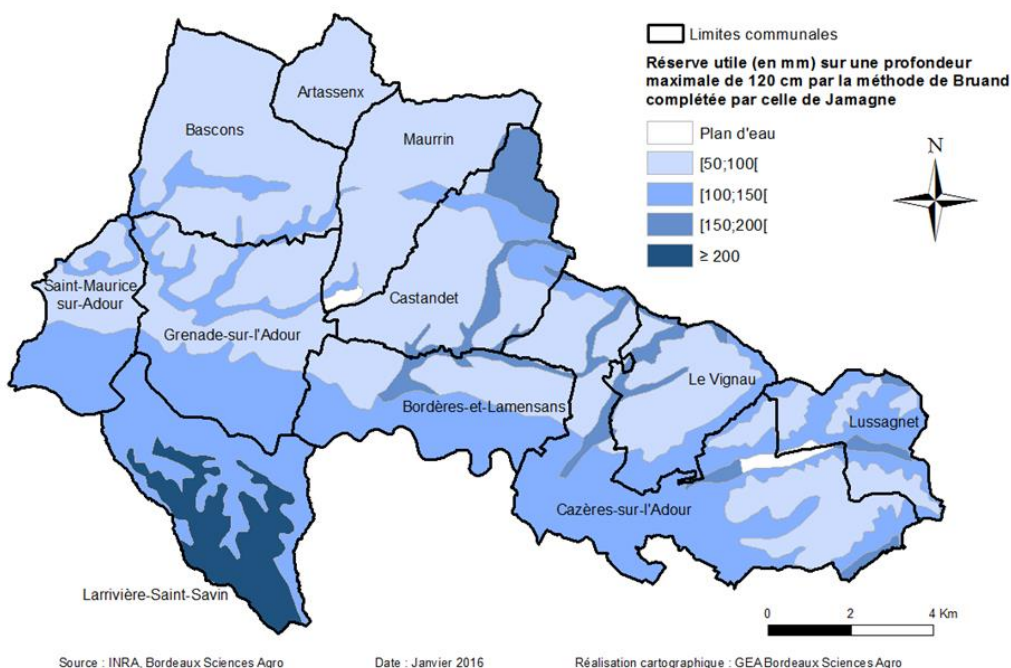 Limites communales
Réserve utile (en mm) sur une profondeur
maximale de 120 cm par la méthode de Bruand
complétée par celle de Jamagne
Plan d'eau
[50;100[
[100;150[
[150;200[
≥ 200
N
Artassenx
Bascons
Maurrin
Saint-Maurice
sur-Adour
Castandet
Grenade-sur-l'Adour
Le Vignau
Bordères-et-Lamensans
Lussagnet
Cazères-sur-l'Adour
Larrivière-Saint-Savin
0 2 4 Km
Source : INRA, Bordeaux Sciences Agro Date : Janvier 2016 Réalisation cartographique : GEA Bordeaux Sciences Agro